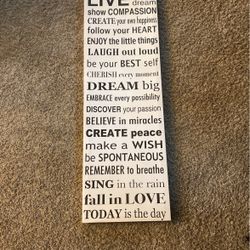 LIVE dream
show COMPASSION
CREATE your own happiness
follow your HEART
ENJOY the little things
LAUGH out loud
be your BEST self
CHERISH every moment
DREAM big
EMBRACE every possibility
DISCOVER your passion
BELIEVE in miracles
CREATE peace
make a WISH
be SPONTANEOUS
REMEMBER to breathe
SING in the rain
fall in LOVE
TODAY is the day